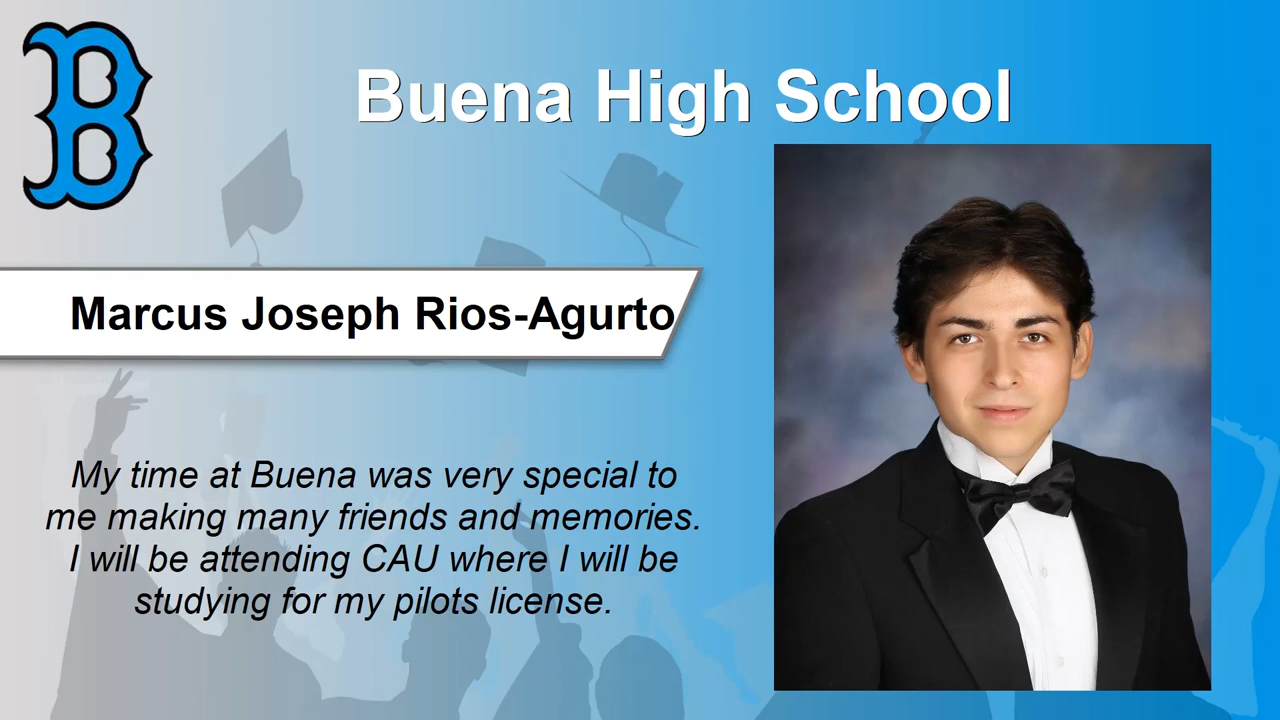 B
Buena High School
Marcus Joseph Rios-Agurto
My time at Buena was very special to
me making many friends and memories.
I will be attending CAU where I will be
studying for my pilots license.